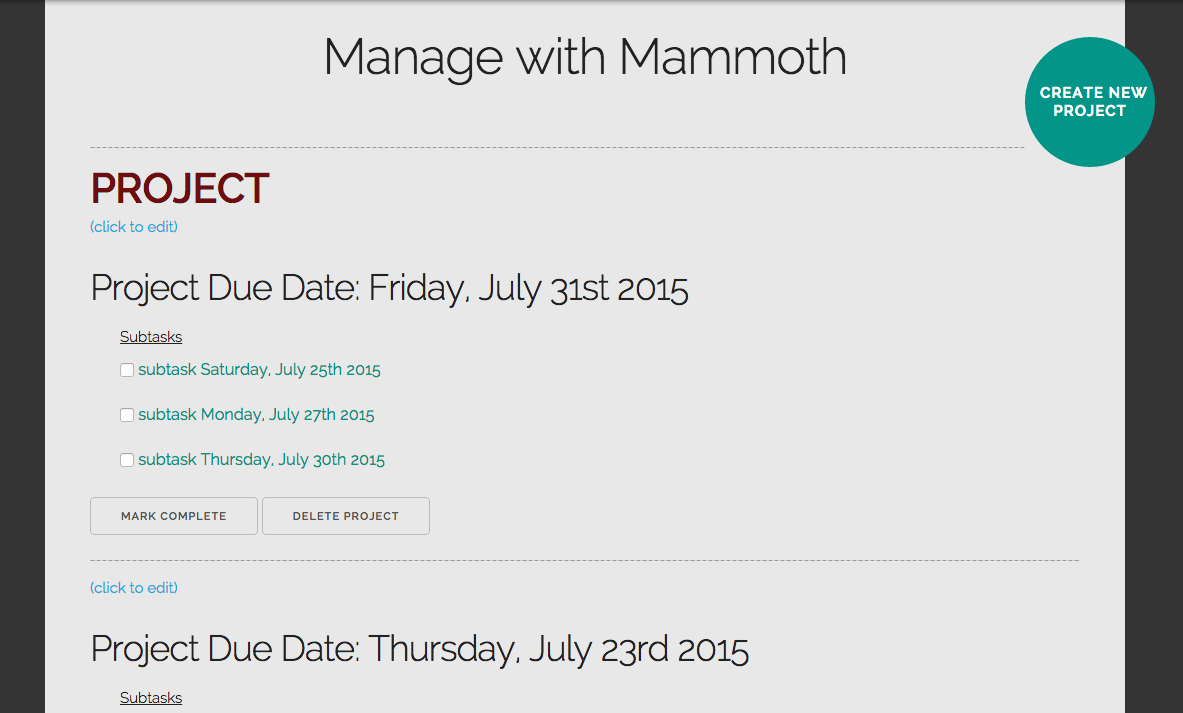 Manage with Mammoth
CREATE NEW
PROJECT
PROJECT
(click to edit)
Project Due Date: Friday, July 31st 2015
Subtasks
subtask Saturday, July 25th 2015
subtask Monday, July 27th 2015
subtask Thursday, July 30th 2015
MARK COMPLETE
DELETE PROJECT
(click to edit)
Project Due Date: Thursday, July 23rd 2015
Subtasks